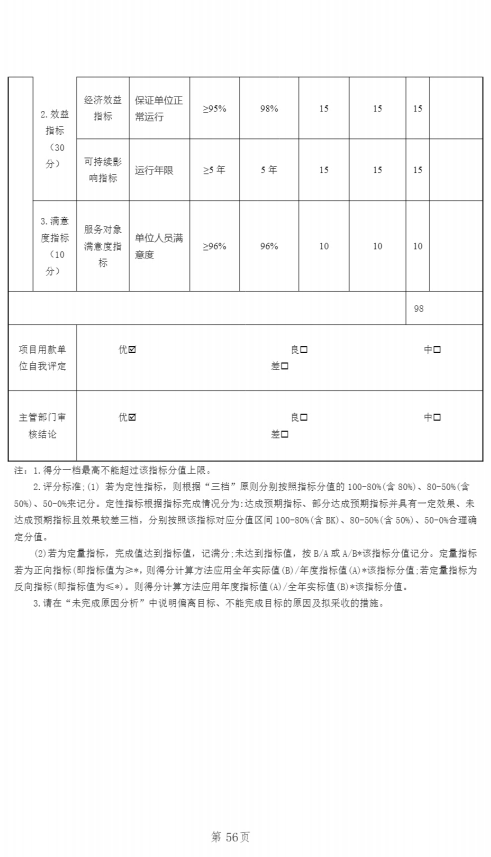 2.效益
指标
（30
分）
经济效益
指标
保证单位正
常运行
≥95%
98%
15
15
15
可持续影
响指标
运行年限
≥5 年
5 年
15
15
15
3.满意
度指标
（10
分）
服务对象
满意度指
标
单位人员满
意度
≥96%
96%
10
10
10
98
项目用款单
位自我评定
优☑
良□
中□
差□
主管部门审
核结论
优☑
良□
中□
差□
注：1.得分一档最高不能超过该指标分值上限。
2.评分标准:(1) 若为定性指标，则根据“三档”原则分别按照指标分值的 100-80%(含 80%)、80-50%(含
50%)、50-0%来记分。定性指标根据指标完成情况分为:达成预期指标、部分达成预期指标并具有一定效果、未
达成预期指标且效果较差三档，分别按照该指标对应分值区间 100-80%(含 BK)、80-50%(含 50%)、50-0%合理确
定分值。
(2)若为定量指标，完成值达到指标值，记满分;未达到指标值，按 B/A 或 A/B*该指标分值记分。定量指标
若为正向指标(即指标值为≥*，则得分计算方法应用全年实际值(B)/年度指标值(A)*该指标分值;若定量指标为
反向指标(即指标值为≤*)。则得分计算方法应用年度指标值(A)/全年实标值(B)*该指标分值。
3.请在“未完成原因分析”中说明偏离目标、不能完成目标的原因及拟采收的措施。
第 56页